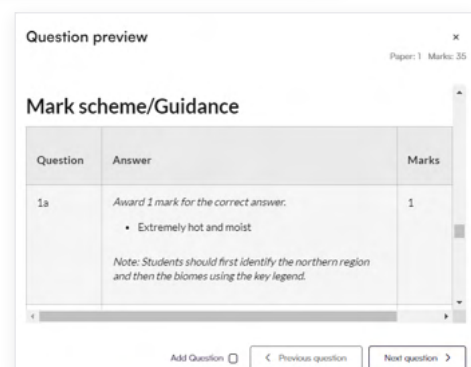 Question preview
×
Paper: 1 Marks: 35
Mark scheme/Guidance
Question Answer Marks
1a Award 1 mark for the correct answer. 1
• Extremely hot and moist
Note: Students should first identify the northern region
and then the biomes using the key legend.
Add Question < Previous question Next question >